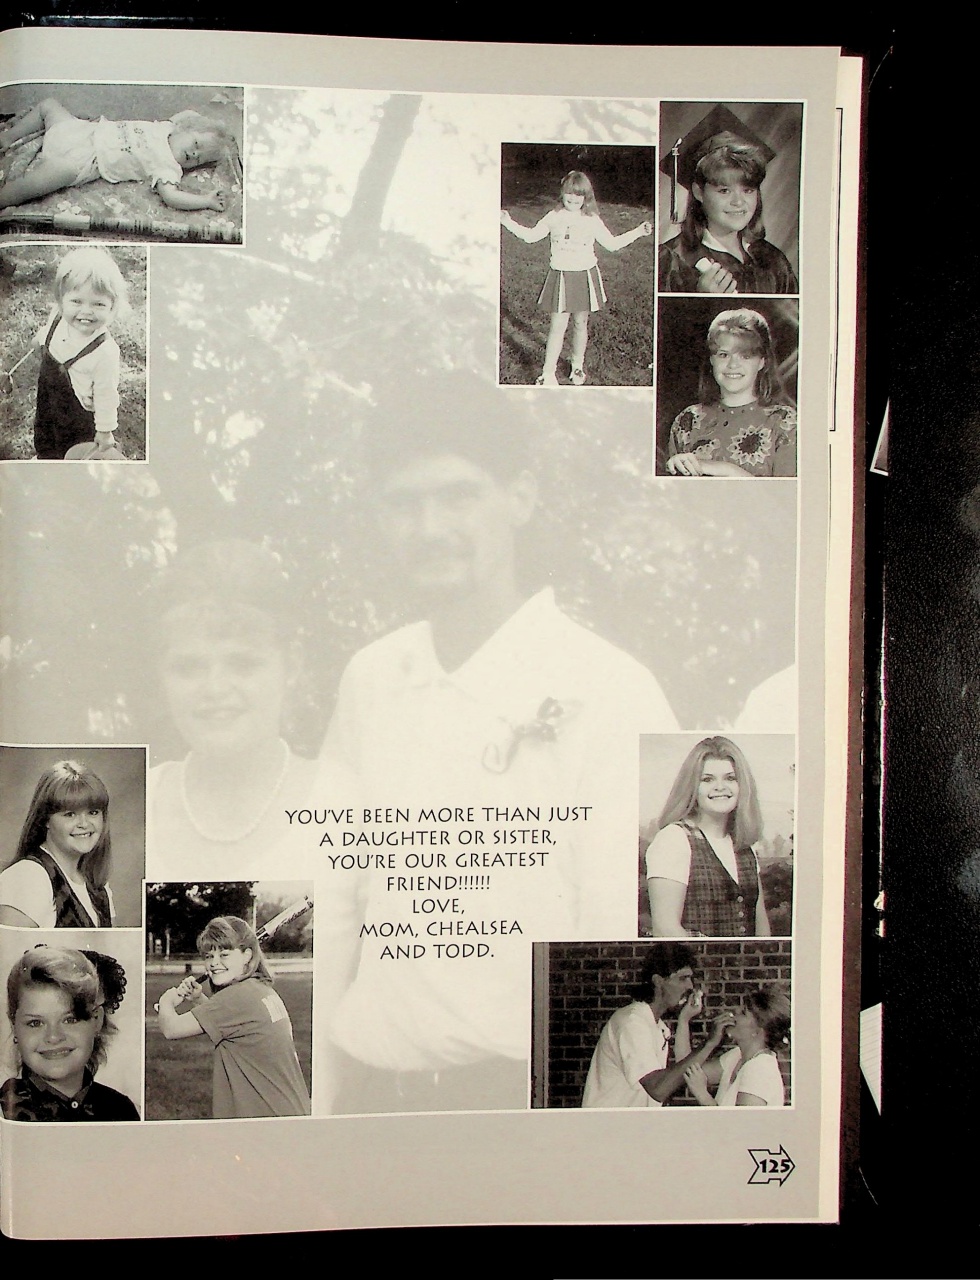 YOU'VE BEEN MORE THAN JUST
A DAUGHTER OR SISTER,
YOU'RE OUR GREATEST
FRIEND!!!!!!
LOVE,
MOM, CHEALSEA
AND TODD.
125